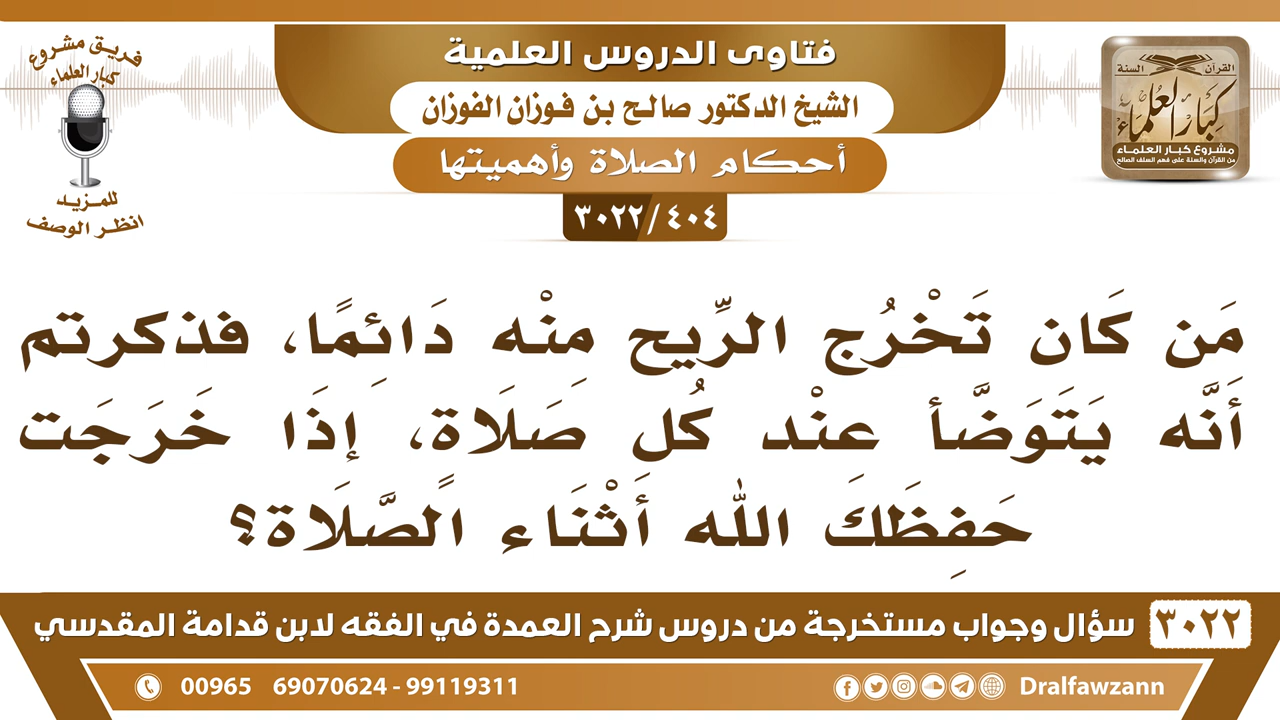 فتاوى الدروس العلمية
الشيخ الدكتور صالح بن فوزان الفوزان
أحكام الصلاة وأهميتها
٤٠٤/ ٣٠٢٢
فريق مشروع
كبار العلماء
للمزيد
انظر الوصف
القرآن السنة
كبار العلماء
مشروع كبار العلماء
من القرآن والسنة على فهم السلف الصالح
مَن كَان تَخْرُج الرِّيح منْه دَائِمًا، فذكرتم
أَنَّه يَتَوَضَّأ عنْد كُل صَلَاة، إِذَا خَرَجَت
حَفِظَكَ الله أَثْنَاء الصَّلَاة؟
٣٠٢٢ سؤال وجواب مستخرجة من دروس شرح العمدة في الفقه لابن قدامة المقدسي
00965 69070624 - 99119311
Dralfawzann